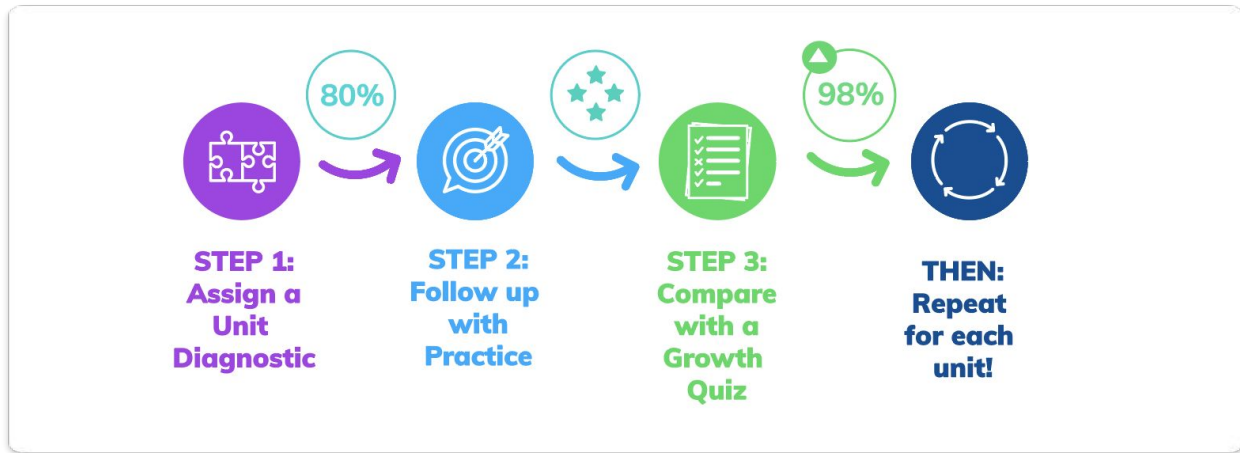 80%
98%
STEP 1:
Assign a
Unit
Diagnostic
STEP 2:
Follow up
with
Practice
STEP 3:
Compare
with a
Growth
Quiz
THEN:
Repeat
for each
unit!